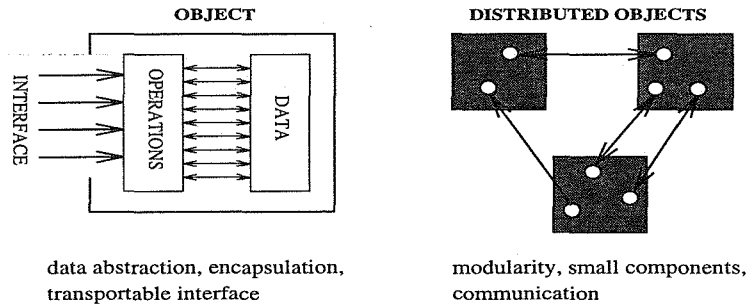 OBJECT
INTERFACE
OPERATIONS
DATA
data abstraction, encapsulation,
transportable interface
DISTRIBUTED OBJECTS
modularity, small components,
communication